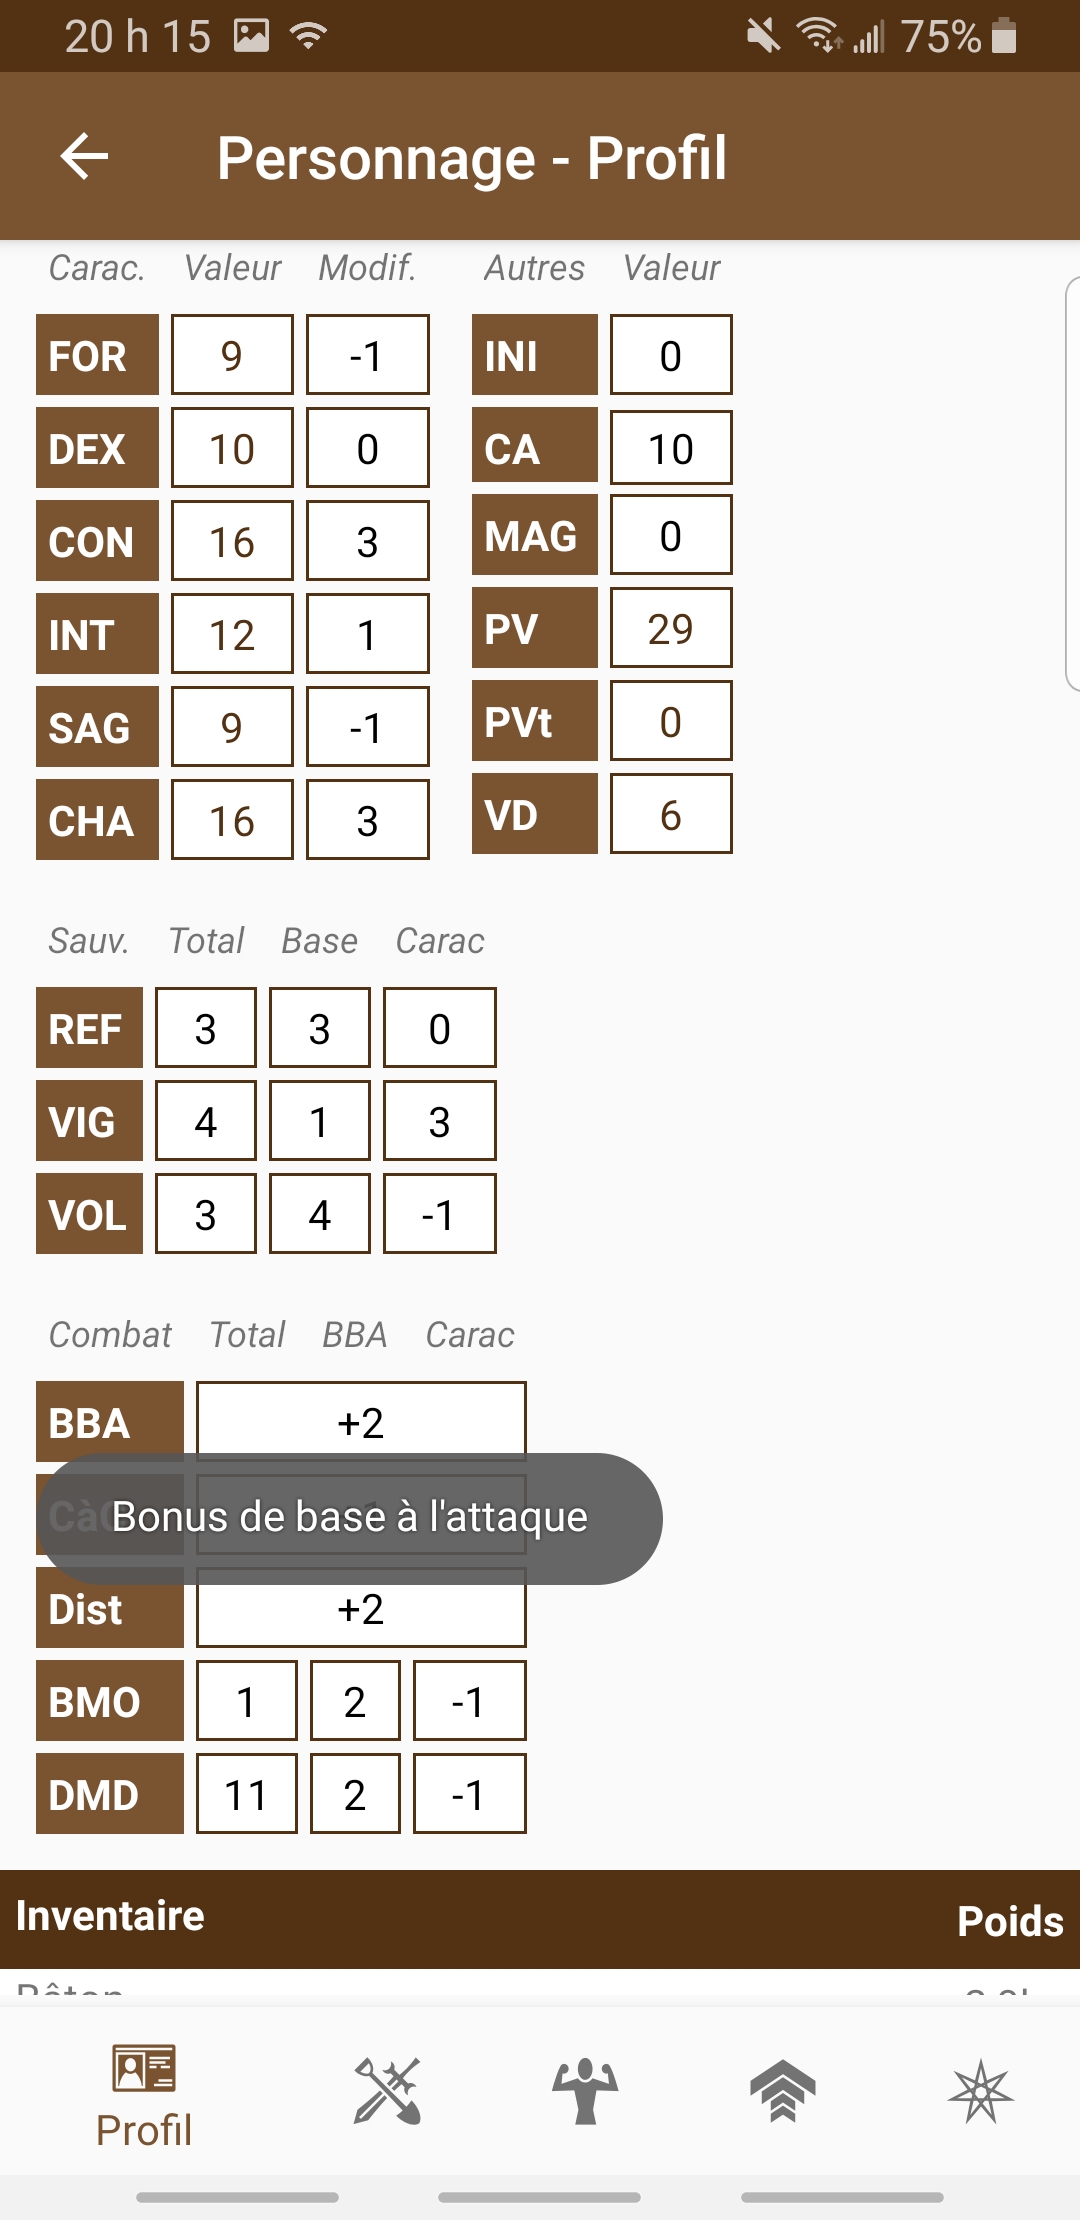 20 h 15 75%
Personnage - Profil
Carac. Valeur Modif. Autres Valeur
FOR 9 -1 INI 0
DEX 10 0 CA 10
CON 16 3 MAG 0
INT 12 1 PV 29
SAG 9 -1 PVt 0
CHA 16 3 VD 6
Sauv. Total Base Carac
REF 3 3 0
VIG 4 1 3
VOL 3 4 -1
Combat Total BBA Carac
BBA +2
Bonus de base à l'attaque
Dist +2
BMO 1 2 -1
DMD 11 2 -1
Inventaire Poids
Profil